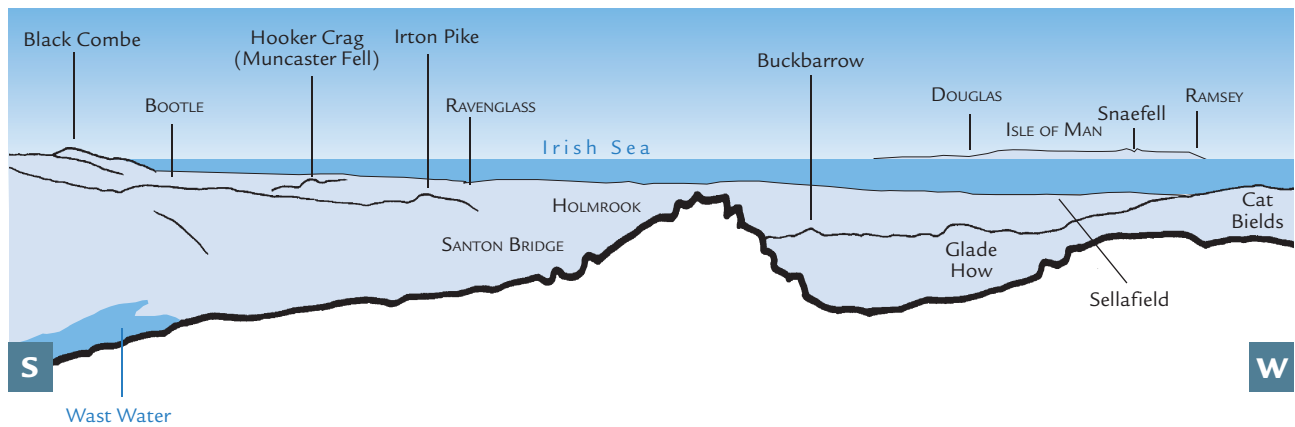 Black Combe
Hooker Crag
(Muncaster Fell)
Irton Pike
Buckbarrow
Bootle
Ravenglass
Douglas
Isle of Man
Snaefell
Ramsey
Irish Sea
Holmrook
Santon Bridge
Glade
How
Cat
Bields
Sellafield
S
W
Wast Water